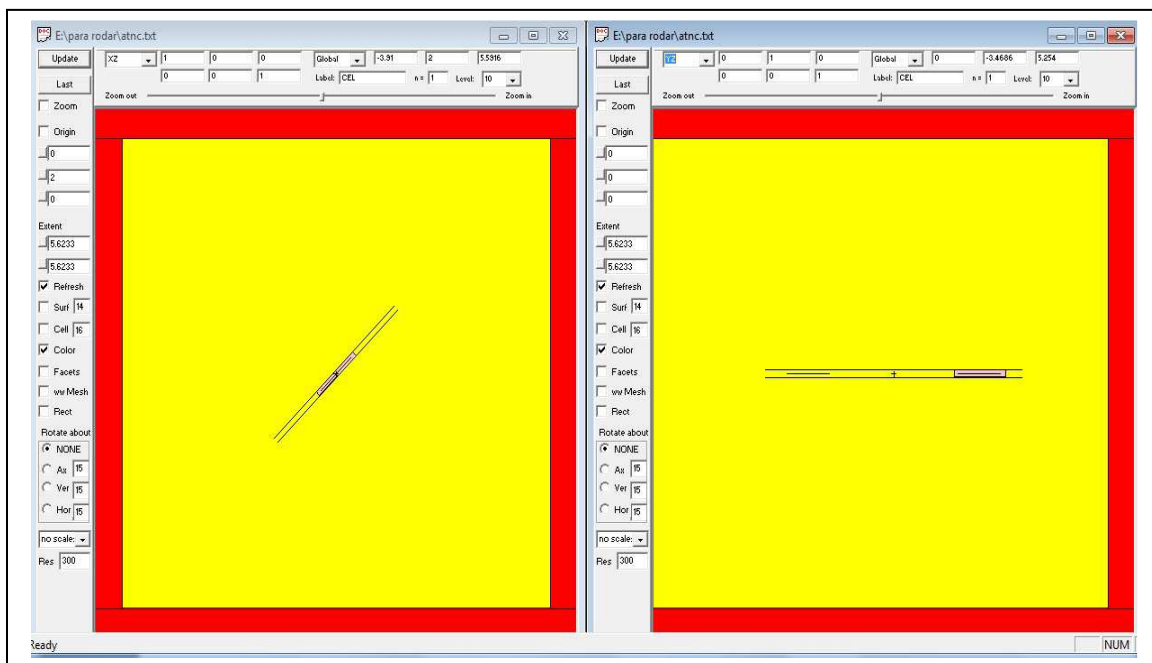 E:\para rodar\atnc.txt
Update
XZ
1
0
0
Global
-3.91
2
5.5916
Last
0
0
1
Label:
CEL
n =
1
Level:
10
Zoom out
Zoom in
Zoom
Origin
0
2
0
Extent
5.6233
5.6233
Refresh
Surf
14
Cell
16
Color
Facets
ww Mesh
Rect
Rotate about
NONE
Ax
15
Ver
15
Hor
15
no scale:
Res
300
E:\para rodar\atnc.txt
Update
YZ
0
1
0
Global
0
-3.4686
5.254
Last
0
0
1
Label:
CEL
n =
1
Level:
10
Zoom out
Zoom in
Zoom
Origin
0
0
0
Extent
5.6233
5.6233
Refresh
Surf
14
Cell
16
Color
Facets
ww Mesh
Rect
Rotate about
NONE
Ax
15
Ver
15
Hor
15
no scale:
Res
300
Ready
NUM